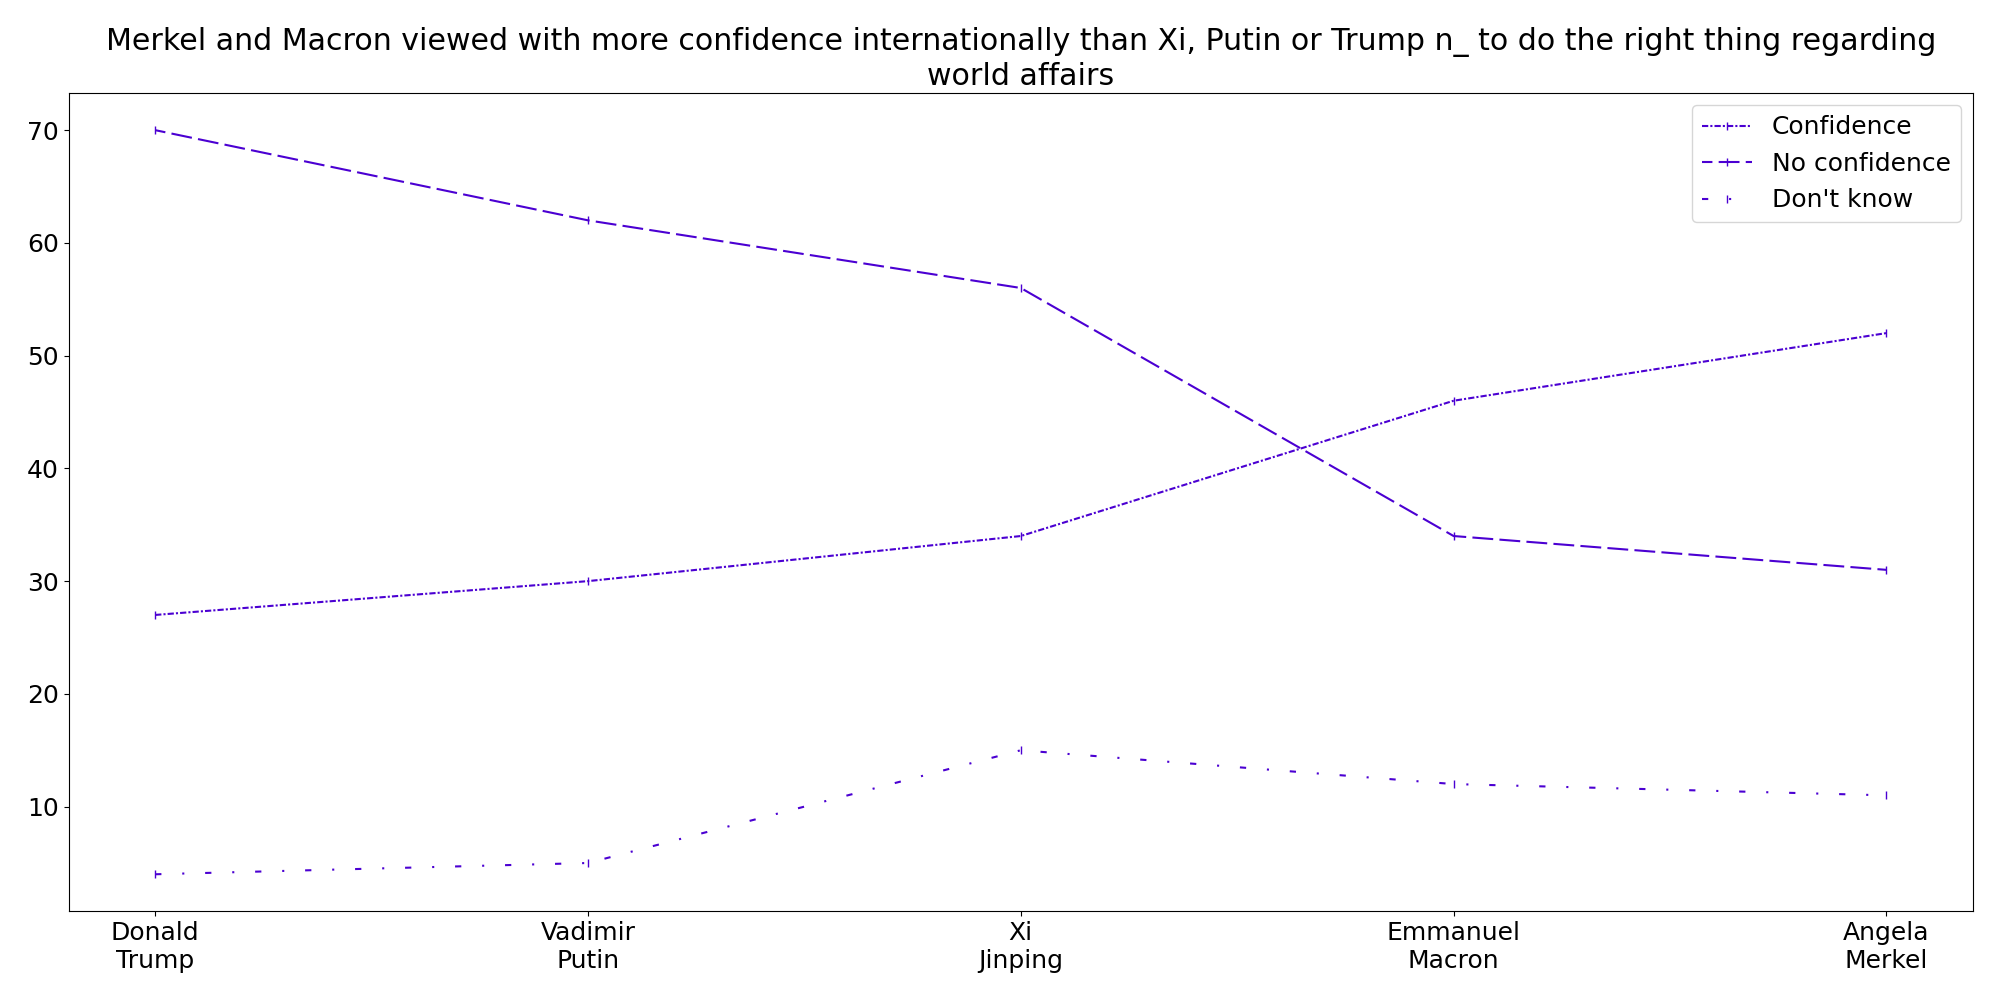 Merkel and Macron viewed with more confidence internationally than Xi, Putin or Trump n_ to do the right thing regarding
world affairs
70
60
50
40
30
20
10
Confidence
No confidence
Don't know
Donald
Trump
Vadimir
Putin
Xi
Jinping
Emmanuel
Macron
Angela
Merkel